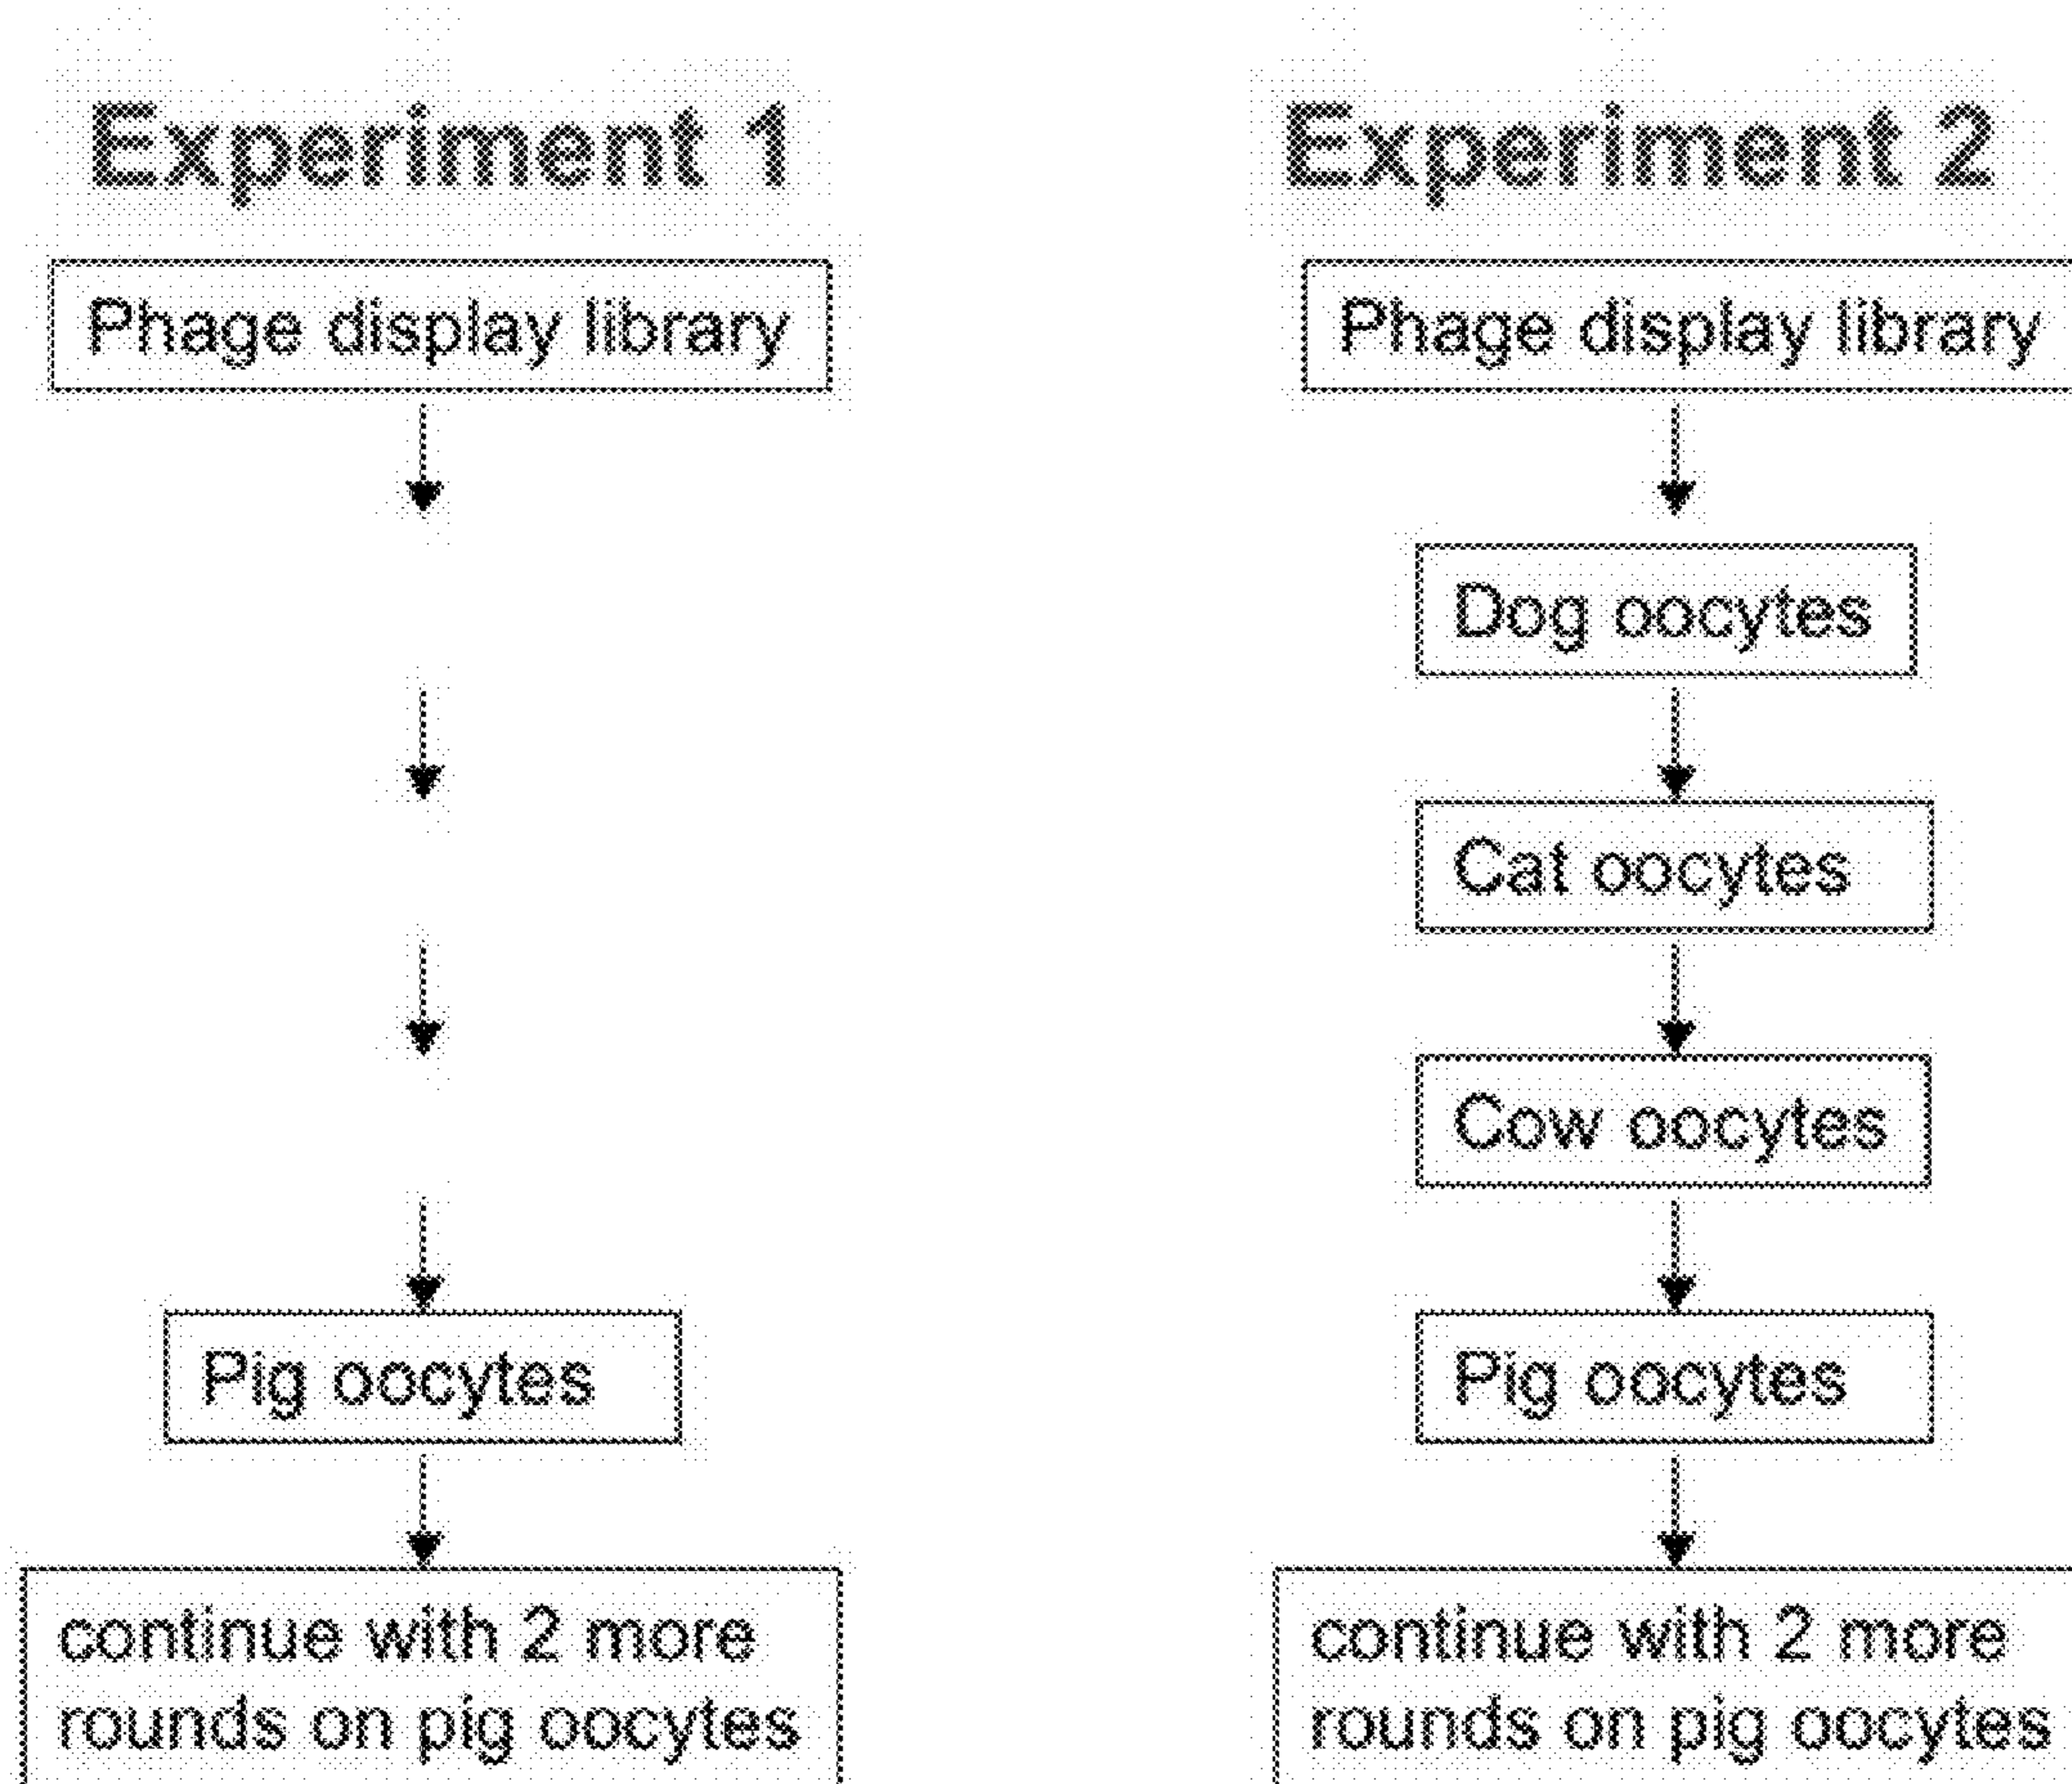 Experiment 1
Phage display library
Pig oocytes
continue with 2 more
rounds on pig oocytes
Experiment 2
Phage display library
Dog oocytes
Cat oocytes
Cow oocytes
Pig oocytes
continue with 2 more
rounds on pig oocytes